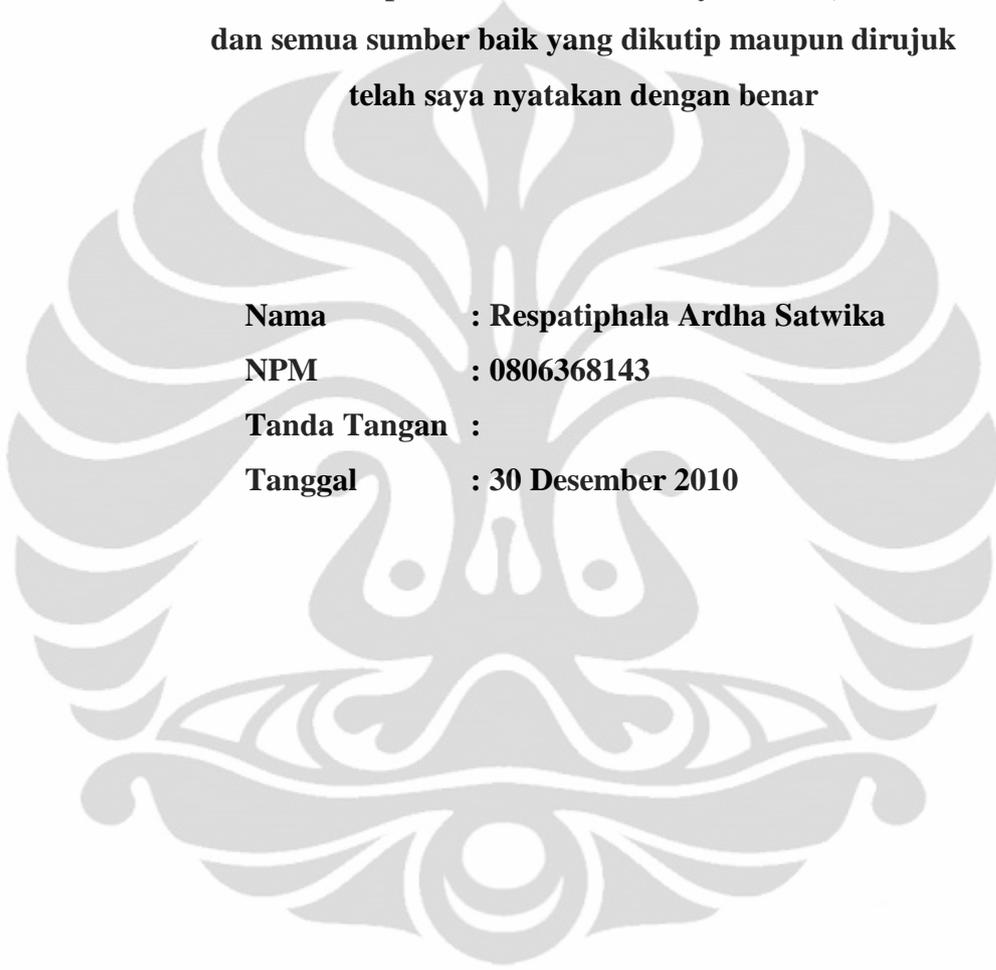 dan semua sumber baik yang dikutip maupun dirujuk
telah saya nyatakan dengan benar
Nama : Respatiphala Ardha Satwika
NPM : 0806368143
Tanda Tangan :
Tanggal : 30 Desember 2010